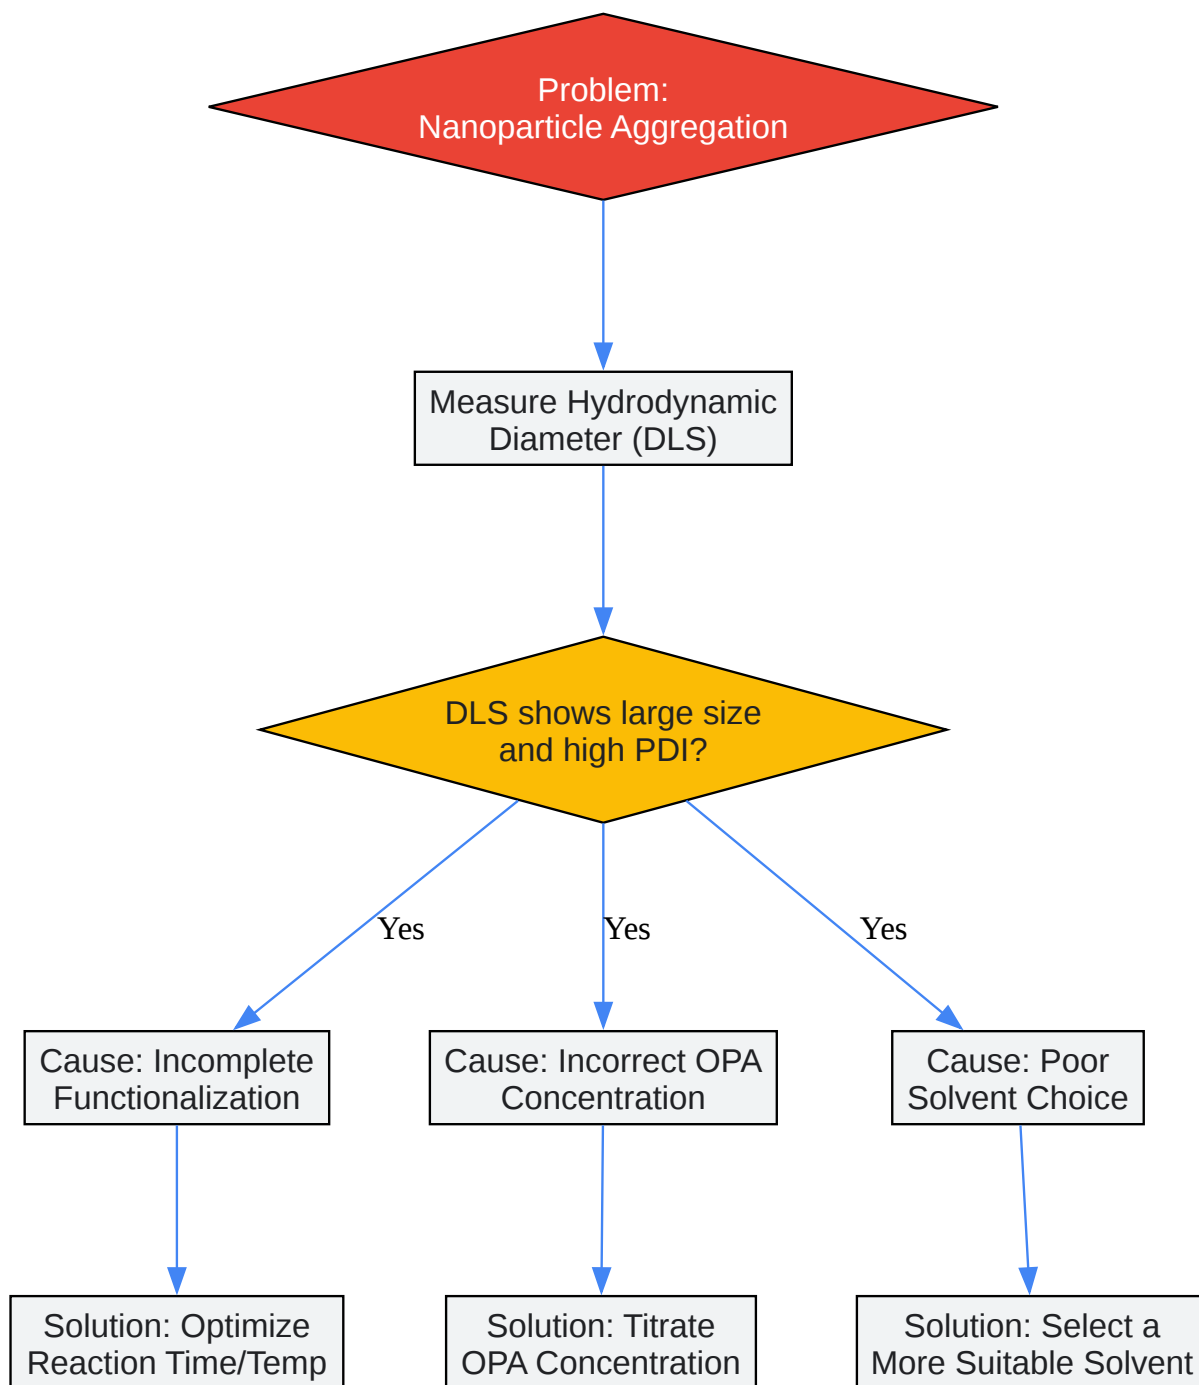 Problem:
Nanoparticle Aggregation
Measure Hydrodynamic
Diameter (DLS)
DLS shows large size
and high PDI?
Yes
Yes
Yes
Cause: Incomplete
Functionalization
Cause: Incorrect OPA
Concentration
Cause: Poor
Solvent Choice
Solution: Optimize
Reaction Time/Temp
Solution: Titrate
OPA Concentration
Solution: Select a
More Suitable Solvent